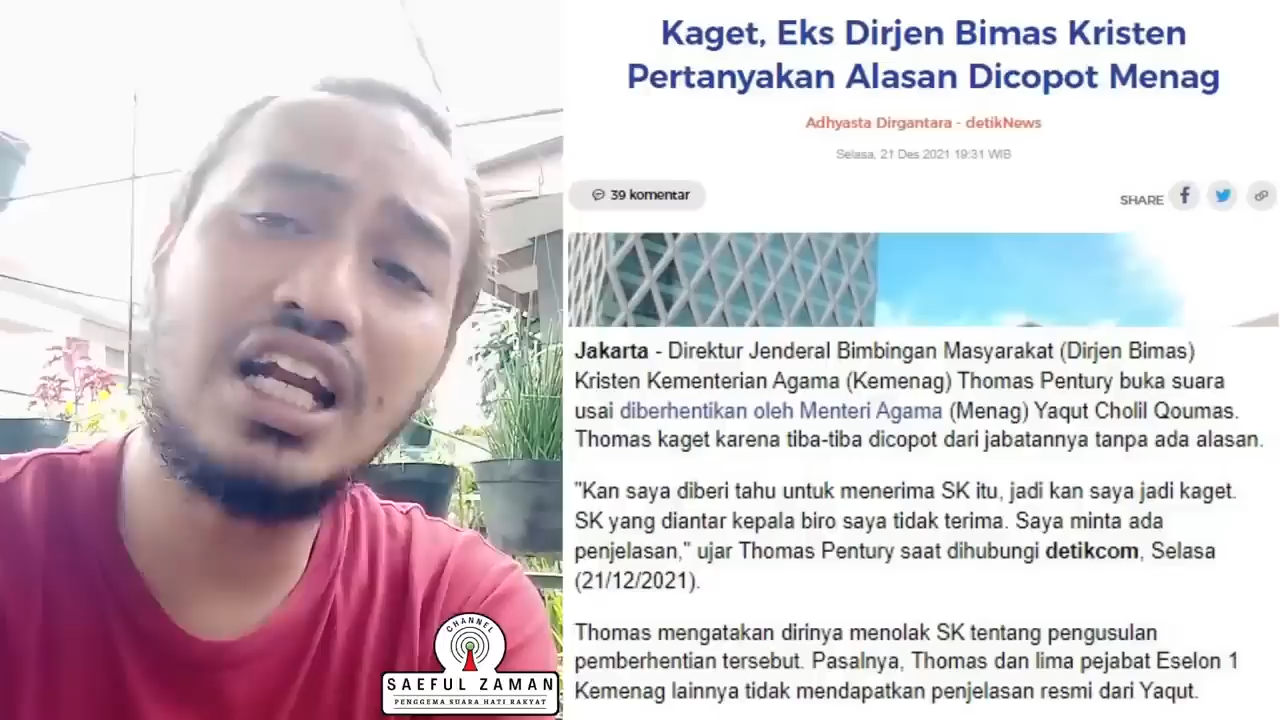 Kaget, Eks Dirjen Bimas Kristen
Pertanyakan Alasan Dicopot Menag
Adhyasta Dirgantara - detikNews
Selasa, 21 Des 2021 19:31 WIB
39 komentar
SHARE
Jakarta - Direktur Jenderal Bimbingan Masyarakat (Dirjen Bimas)
Kristen Kementerian Agama (Kemenag) Thomas Pentury buka suara
usai diberhentikan oleh Menteri Agama (Menag) Yaqut Cholil Qoumas.
Thomas kaget karena tiba-tiba dicopot dari jabatannya tanpa ada alasan.
"Kan saya diberi tahu untuk menerima SK itu, jadi kan saya jadi kaget.
SK yang diantar kepala biro saya tidak terima. Saya minta ada
penjelasan," ujar Thomas Pentury saat dihubungi detikcom, Selasa
(21/12/2021).
Thomas mengatakan dirinya menolak SK tentang pengusulan
pemberhentian tersebut. Pasalnya, Thomas dan lima pejabat Eselon 1
Kemenag lainnya tidak mendapatkan penjelasan resmi dari Yaqut.
CHANNEL
SAEFUL ZAMAN
PENGGEMA SUARA HATI RAKYAT